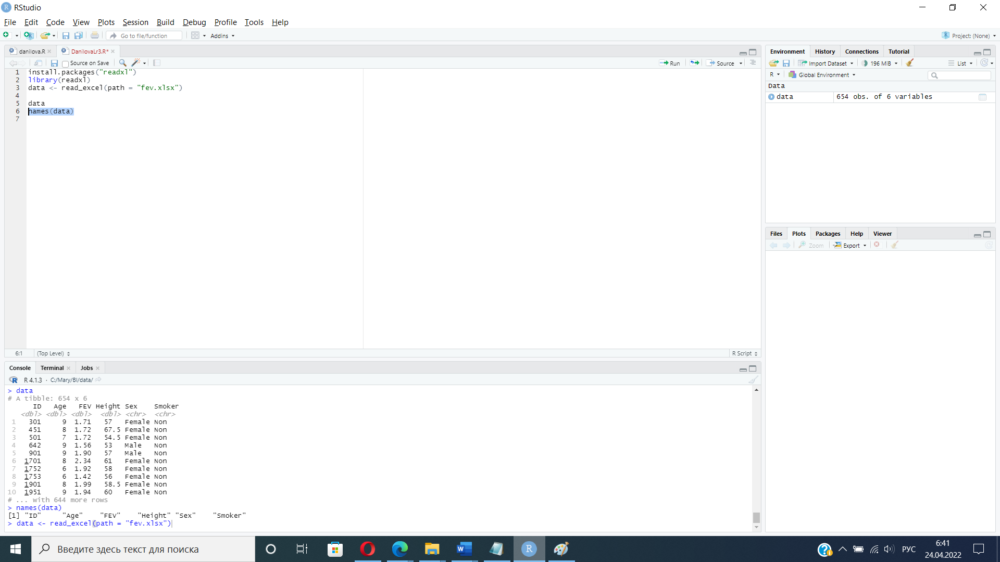 RStudio
File Edit Code View Plots Session Build Debug Profile Tools Help
Go to file/function Addins Project: (None)
danilova.R DanilovaLr3.R*
Source on Save Run Source
1 install.packages("readxl")
2 library(readxl)
3 data <- read_excel(path = "fev.xlsx")
4
5 data
6 names(data)
7
6:1 (Top Level) R Script
Console Terminal Jobs
R 4.1.3 · C:/Mary/BI/data/
> data
# A tibble: 654 x 6
ID Age FEV Height Sex Smoker
<dbl> <dbl> <dbl> <dbl> <chr> <chr>
1 301 9 1.71 57 Female Non
2 451 8 1.72 67.5 Female Non
3 501 7 1.72 54.5 Female Non
4 642 9 1.56 53 Male Non
5 901 9 1.90 57 Male Non
6 1701 8 2.34 61 Female Non
7 1752 6 1.92 58 Female Non
8 1753 6 1.42 56 Female Non
9 1901 8 1.99 58.5 Female Non
10 1951 9 1.94 60 Female Non
# ... with 644 more rows
> names(data)
[1] "ID" "Age" "FEV" "Height" "Sex" "Smoker"
> data <- read_excel(path = "fev.xlsx")
Environment History Connections Tutorial
Import Dataset 196 MiB List
R Global Environment
Data
data 654 obs. of 6 variables
Files Plots Packages Help Viewer
Zoom Export
Введите здесь текст для поиска
РУС
6:41
24.04.2022